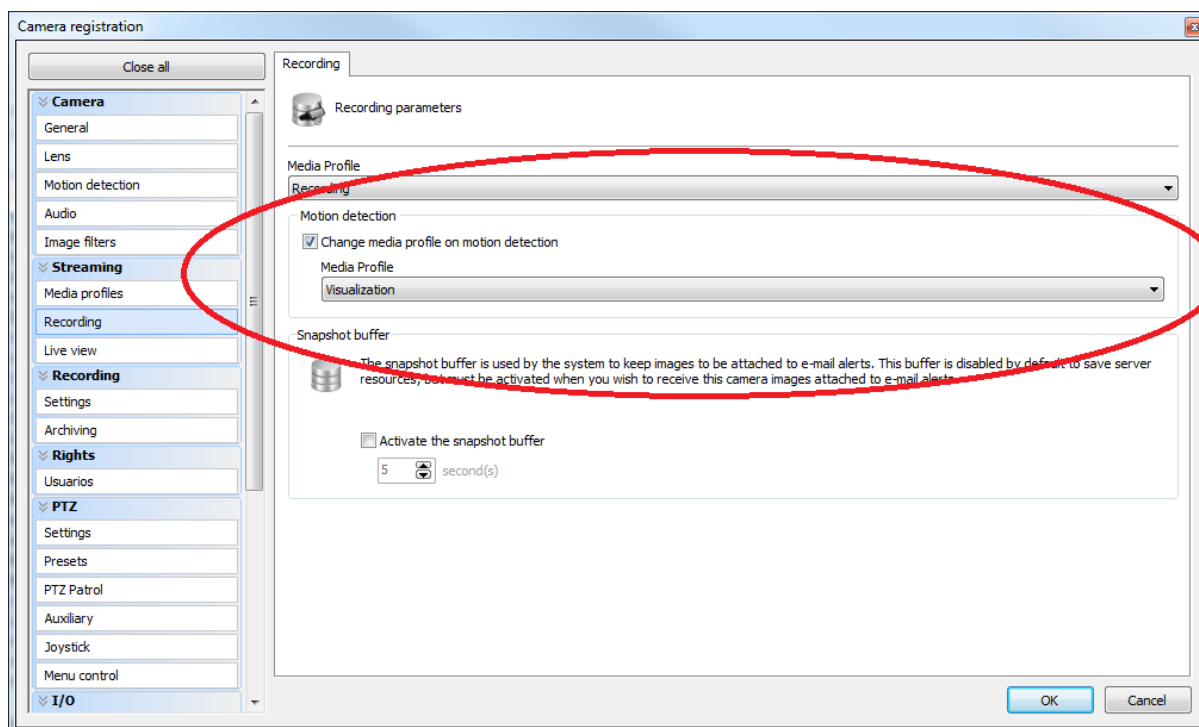 Camera registration
Close all
Camera
General
Lens
Motion detection
Audio
Image filters
Streaming
Media profiles
Recording
Live view
Recording
Settings
Archiving
Rights
Usuarios
PTZ
Settings
Presets
PTZ Patrol
Auxiliary
Joystick
Menu control
I/O
Recording
Recording parameters
Media Profile
Recording
Motion detection
Change media profile on motion detection
Media Profile
Visualization
Snapshot buffer
The snapshot buffer is used by the system to keep images to be attached to e-mail alerts. This buffer is disabled by default to save server
resources, but must be activated when you wish to receive this camera images attached to e-mail alerts.
Activate the snapshot buffer
5 second(s)
OK Cancel